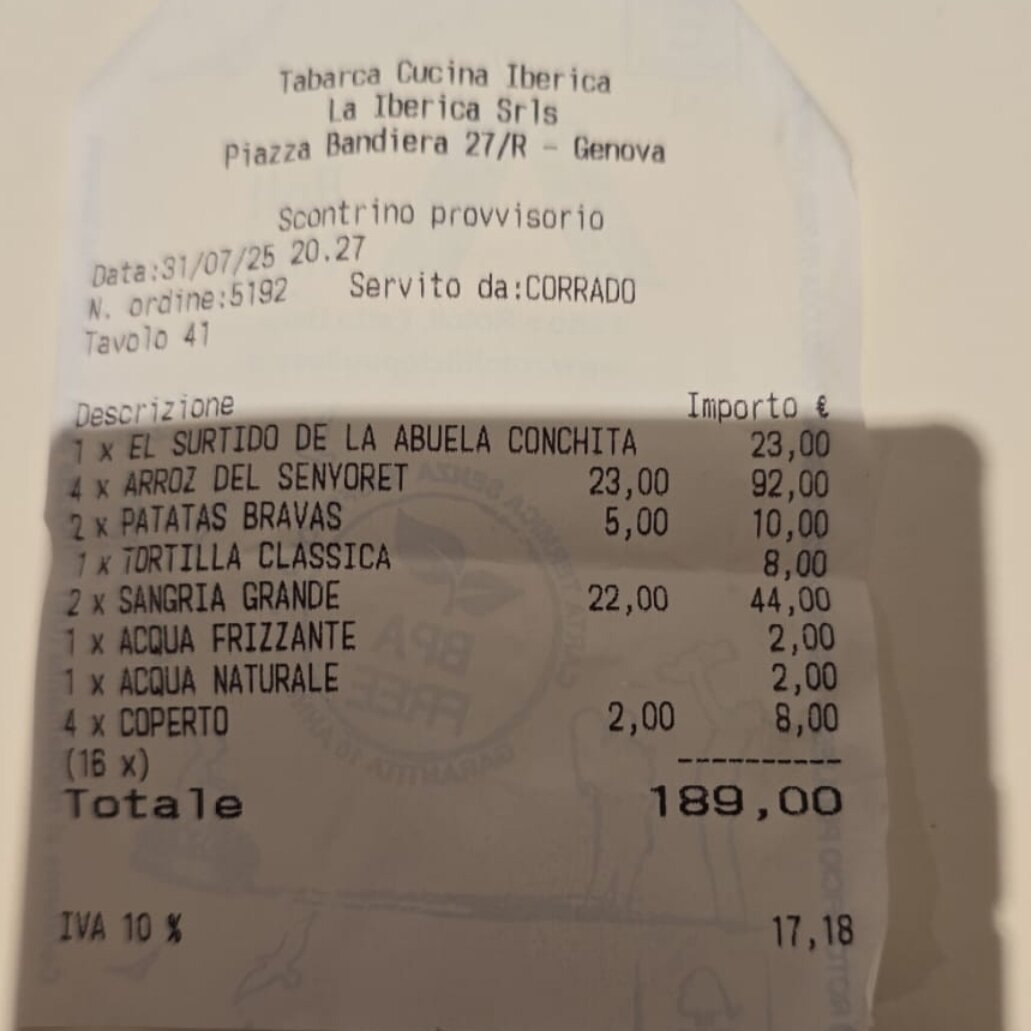 Tabarca Cucina Iberica
La Iberica Srls
Piazza Bandiera 27/R - Genova
Scontrino provvisorio
Data:31/07/25 20.27
N. ordine:5192 Servito da:CORRADO
Tavolo 41
Descrizione Importo €
1 x EL SURTIDO DE LA ABUELA CONCHITA 23,00
4 x ARROZ DEL SENYORET 23,00 92,00
2 x PATATAS BRAVAS 5,00 10,00
1 x TORTILLA CLASSICA 8,00
2 x SANGRIA GRANDE 22,00 44,00
1 x ACQUA FRIZZANTE 2,00
1 x ACQUA NATURALE 2,00
4 x COPERTO 2,00 8,00
(16 x) ----------
Totale 189,00
IVA 10 % 17,18
BPA
FREE